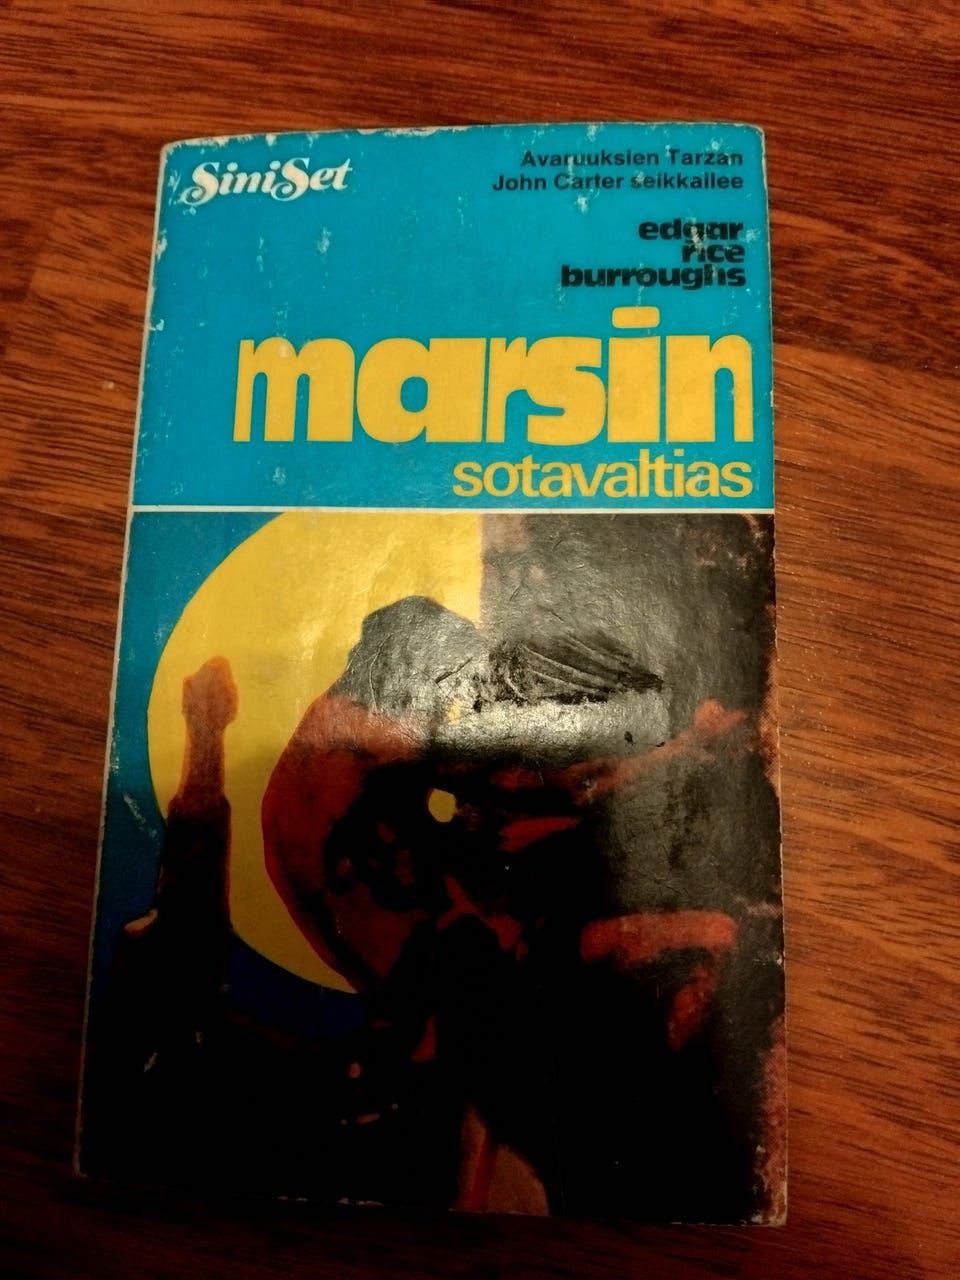 SiniSet
Avaruuksien Tarzan
John Carter seikkailee
edgar
rice
burroughs
marsin
sotavaltias